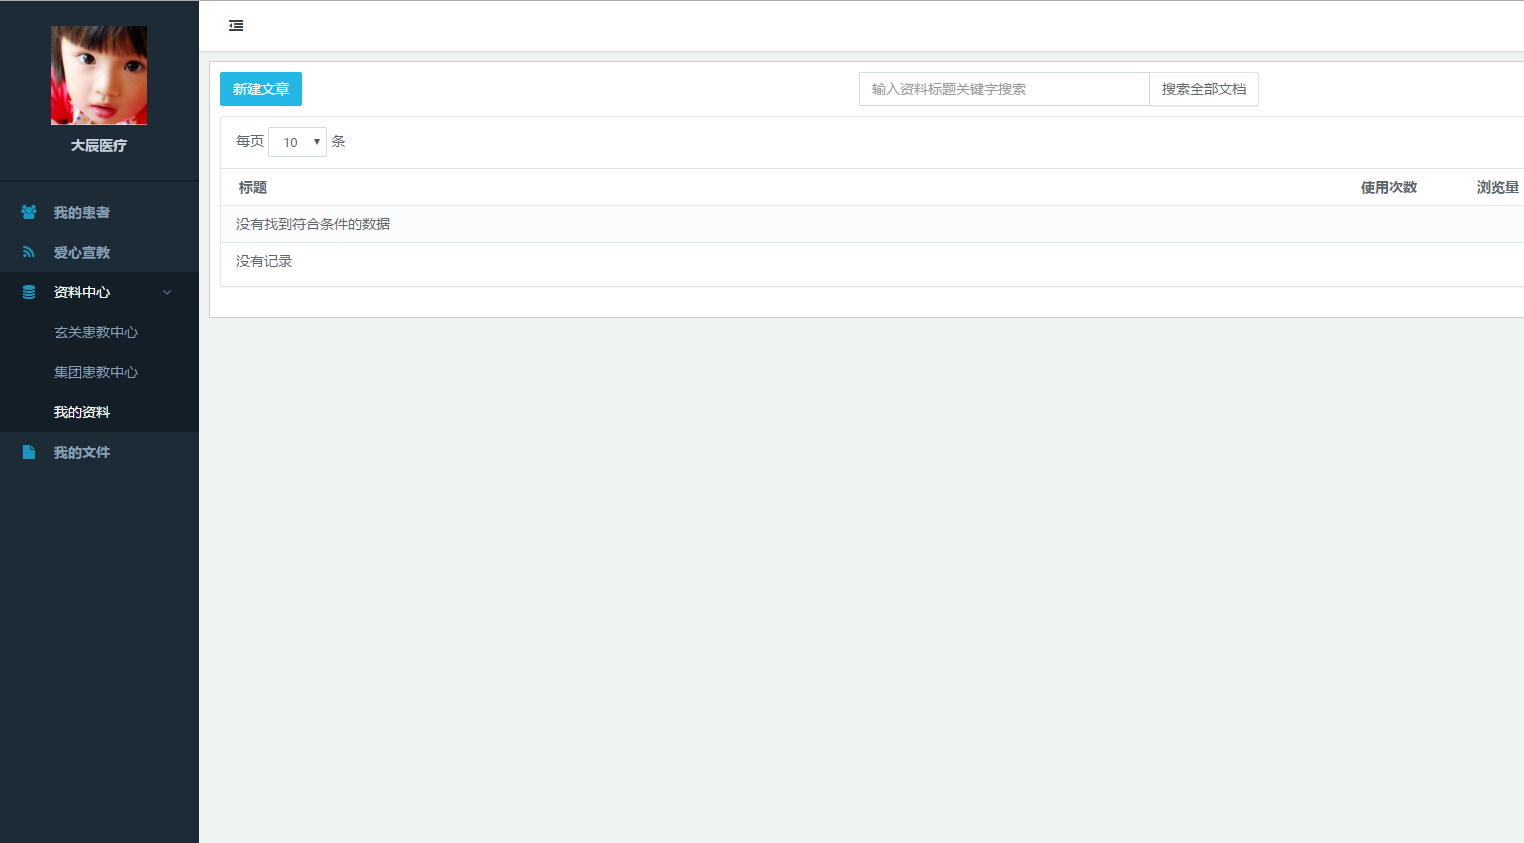 大辰医疗
我的患者
爱心宣教
资料中心
玄关患教中心
集团患教中心
我的资料
我的文件
新建文章
输入资料标题关键字搜索 搜索全部文档
每页 10 条
标题 使用次数 浏览量
没有找到符合条件的数据
没有记录